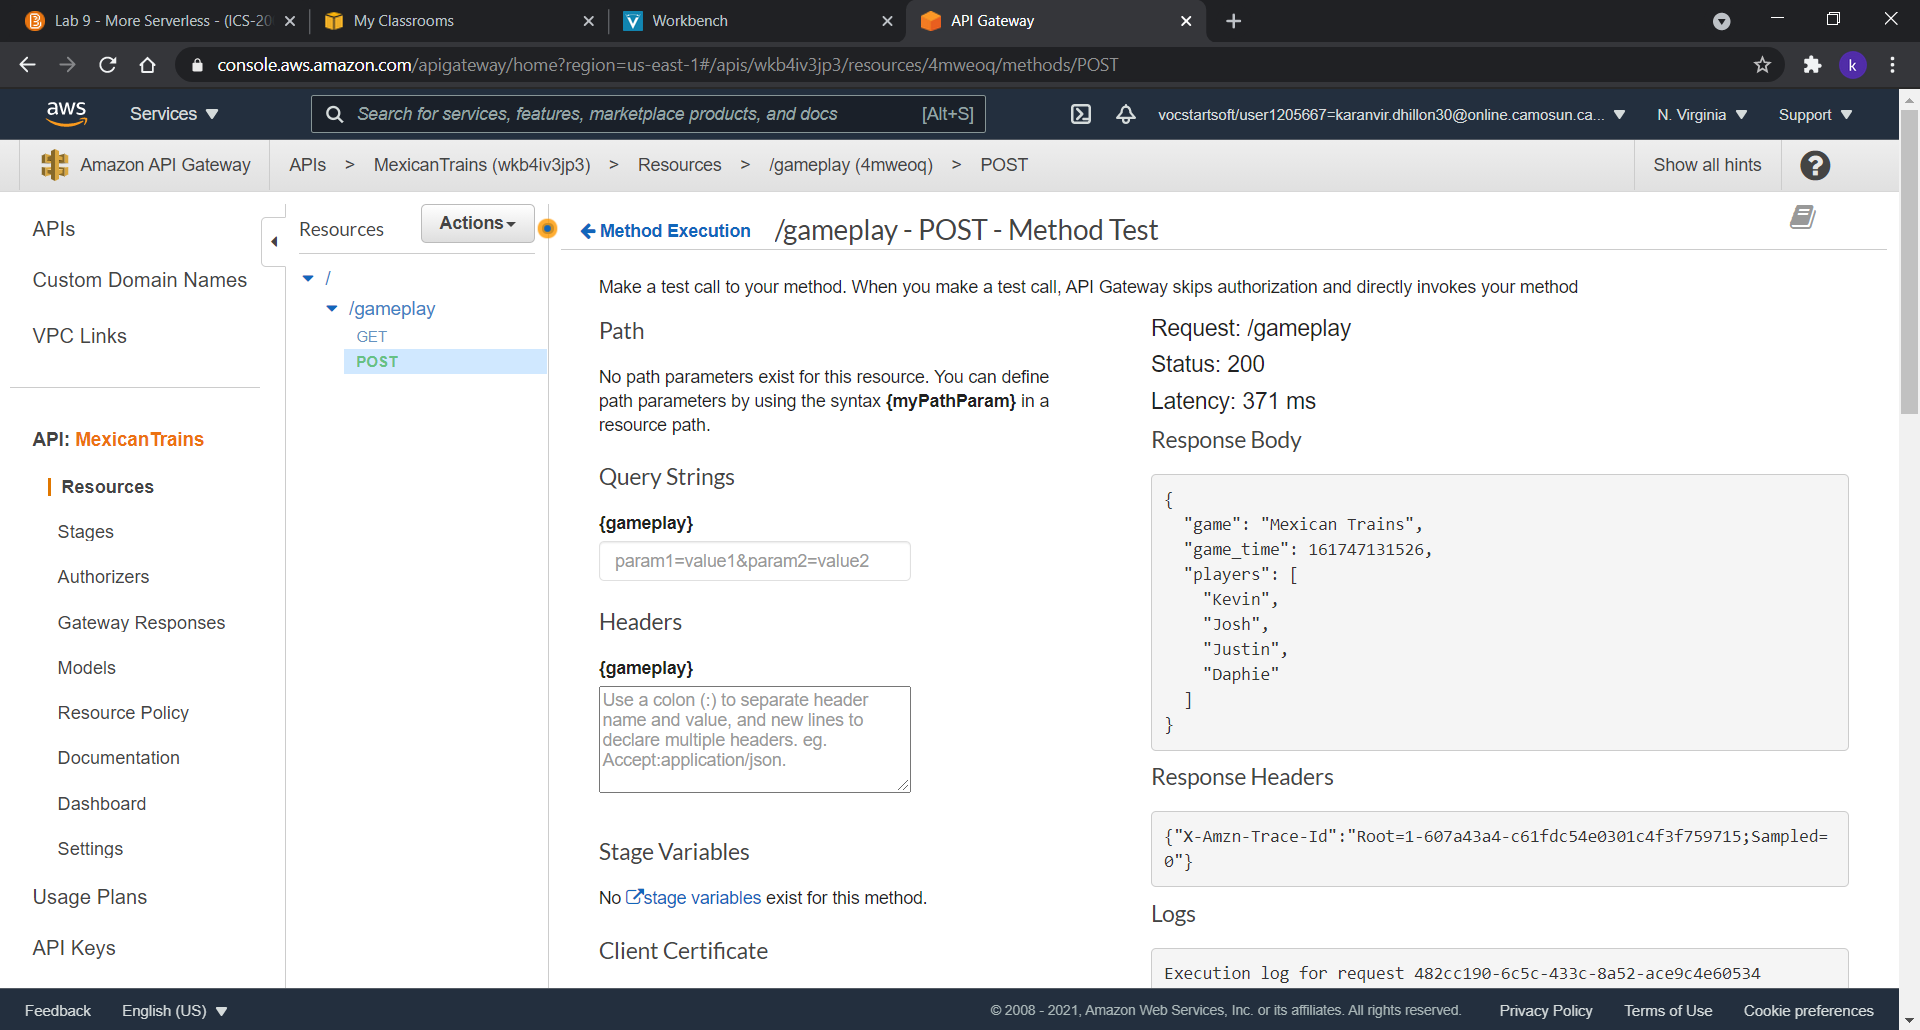 Lab 9 - More Serverless - (ICS-20
My Classrooms
Workbench
API Gateway
console.aws.amazon.com/apigateway/home?region=us-east-1#/apis/wkb4iv3jp3/resources/4mweoq/methods/POST
k
aws
Services
Search for services, features, marketplace products, and docs [Alt+S]
vocstartsoft/user1205667=karanvir.dhillon30@online.camosun.ca...
N. Virginia
Support
Amazon API Gateway
APIs > MexicanTrains (wkb4iv3jp3) > Resources > /gameplay (4mweoq) > POST
Show all hints
?
APIs
Custom Domain Names
VPC Links
API: MexicanTrains
Resources
Stages
Authorizers
Gateway Responses
Models
Resource Policy
Documentation
Dashboard
Settings
Usage Plans
API Keys
Resources
Actions
/
/gameplay
GET
POST
Method Execution
/gameplay - POST - Method Test
Make a test call to your method. When you make a test call, API Gateway skips authorization and directly invokes your method
Path
No path parameters exist for this resource. You can define
path parameters by using the syntax {myPathParam} in a
resource path.
Query Strings
{gameplay}
param1=value1&param2=value2
Headers
{gameplay}
Use a colon (:) to separate header
name and value, and new lines to
declare multiple headers. eg.
Accept:application/json.
Stage Variables
No stage variables exist for this method.
Client Certificate
Request: /gameplay
Status: 200
Latency: 371 ms
Response Body
{
"game": "Mexican Trains",
"game_time": 161747131526,
"players": [
"Kevin",
"Josh",
"Justin",
"Daphie"
]
}
Response Headers
{"X-Amzn-Trace-Id":"Root=1-607a43a4-c61fdc54e0301c4f3f759715;Sampled=
0"}
Logs
Execution log for request 482cc190-6c5c-433c-8a52-ace9c4e60534
Feedback
English (US)
© 2008 - 2021, Amazon Web Services, Inc. or its affiliates. All rights reserved.
Privacy Policy
Terms of Use
Cookie preferences